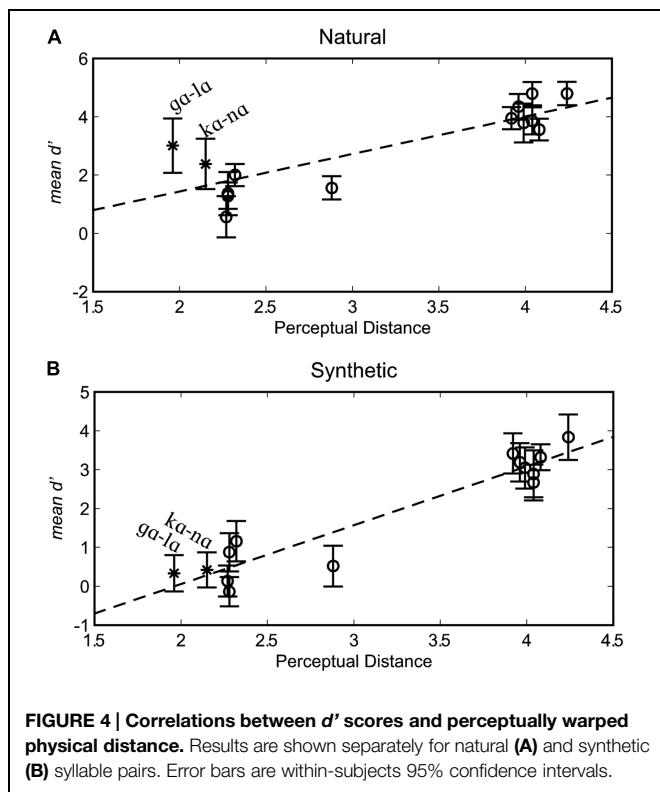 A
Natural
6
4
2
0
-2
mean d'
ga-la
ka-na
1.5 2 2.5 3 3.5 4 4.5
Perceptual Distance
B
Synthetic
5
4
3
2
1
0
-1
mean d'
ka-na
ga-la
1.5 2 2.5 3 3.5 4 4.5
Perceptual Distance
FIGURE 4 | Correlations between d' scores and perceptually warped
physical distance. Results are shown separately for natural (A) and synthetic
(B) syllable pairs. Error bars are within-subjects 95% confidence intervals.